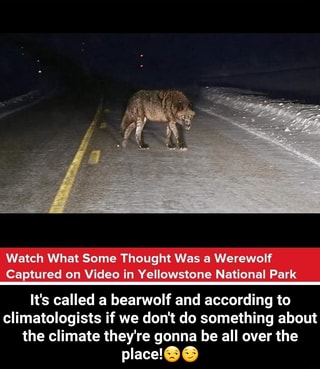 Watch What Some Thought Was a Werewolf
Captured on Video in Yellowstone National Park
It's called a bearwolf and according to
climatologists if we don't do something about
the climate they're gonna be all over the
place!😒😏